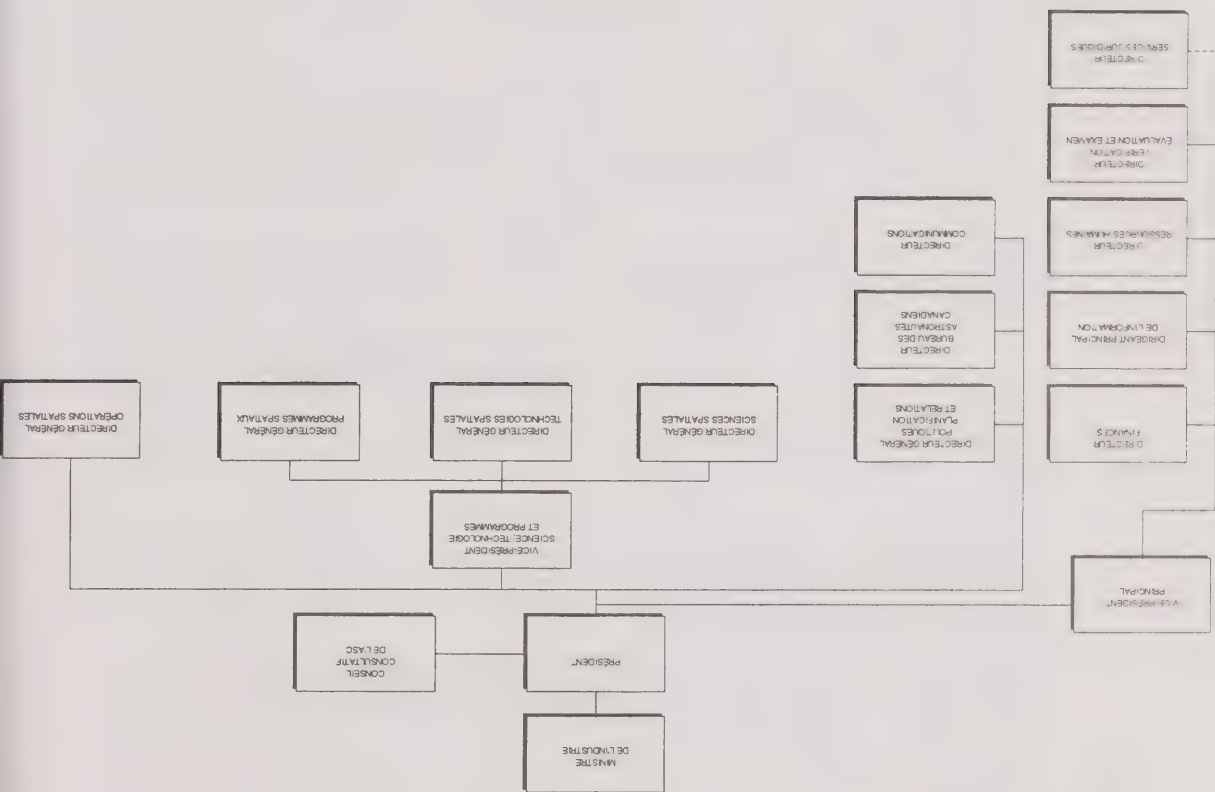 MINISTRE
DE L'INDUSTRIE
PRÉSIDENT
CONSEIL
CONSULTATIF
DE L'ASC
VICE-PRÉSIDENT
PRINCIPAL
VICE-PRÉSIDENT
SCIENCE, TECHNOLOGIE
ET PROGRAMMES
DIRECTEUR
FINANCES
DIRECTEUR GÉNÉRAL
POLITIQUES
PLANIFICATION
ET RELATIONS
DIRECTEUR GÉNÉRAL
SCIENCES SPATIALES
DIRECTEUR GÉNÉRAL
TECHNOLOGIES SPATIALES
DIRECTEUR GÉNÉRAL
PROGRAMMES SPATIAUX
DIRECTEUR GÉNÉRAL
OPÉRATIONS SPATIALES
DIRIGEANT PRINCIPAL
DE L'INFORMATION
DIRECTEUR
BUREAU DES
ASTRONAUTES
CANADIENS
DIRECTEUR
RESSOURCES HUMAINES
DIRECTEUR
COMMUNICATIONS
DIRECTEUR
VÉRIFICATION
ÉVALUATION ET EXAMEN
DIRECTEUR
SERVICES JURIDIQUES